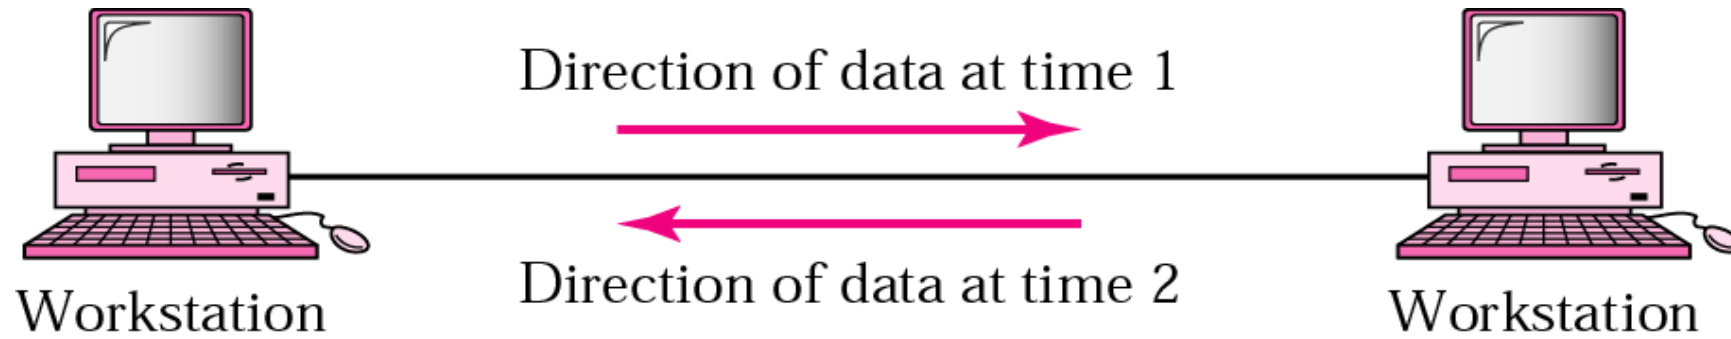 Direction of data at time 1
Direction of data at time 2
Workstation
Workstation